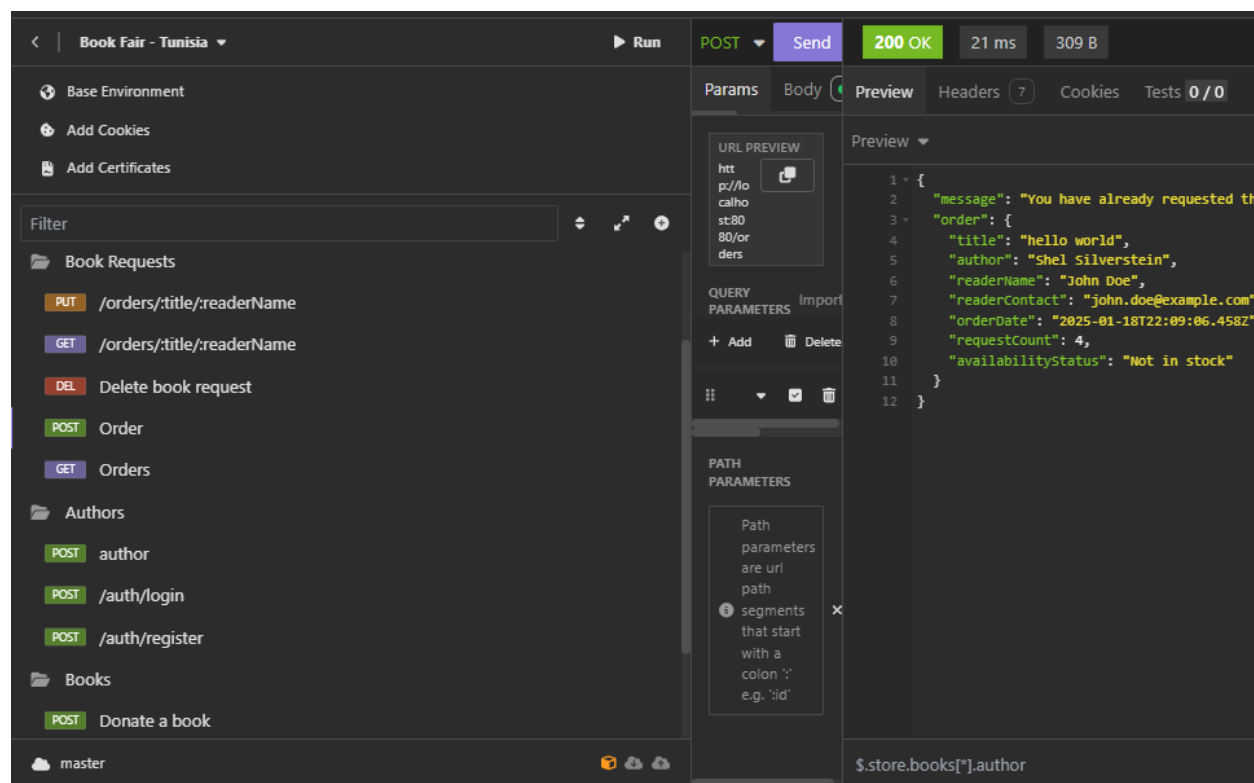 Book Fair - Tunisia
Run
Base Environment
Add Cookies
Add Certificates
Filter
Book Requests
PUT /orders/:title/:readerName
GET /orders/:title/:readerName
DEL Delete book request
POST Order
GET Orders
Authors
POST author
POST /auth/login
POST /auth/register
Books
POST Donate a book
master
POST
Send
Params
Body
URL PREVIEW
htt
p://lo
calho
st:80
80/or
ders
QUERY
PARAMETERS
Import
Add
Delete
PATH
PARAMETERS
Path
parameters
are url
path
segments
that start
with a
colon ':'
e.g. ':id'
200 OK
21 ms
309 B
Preview
Headers 7
Cookies
Tests 0 / 0
Preview
1 {
2 "message": "You have already requested th
3 "order": {
4 "title": "hello world",
5 "author": "Shel Silverstein",
6 "readerName": "John Doe",
7 "readerContact": "john.doe@example.com"
8 "orderDate": "2025-01-18T22:09:06.458Z"
9 "requestCount": 4,
10 "availabilityStatus": "Not in stock"
11 }
12 }
$.store.books[*].author